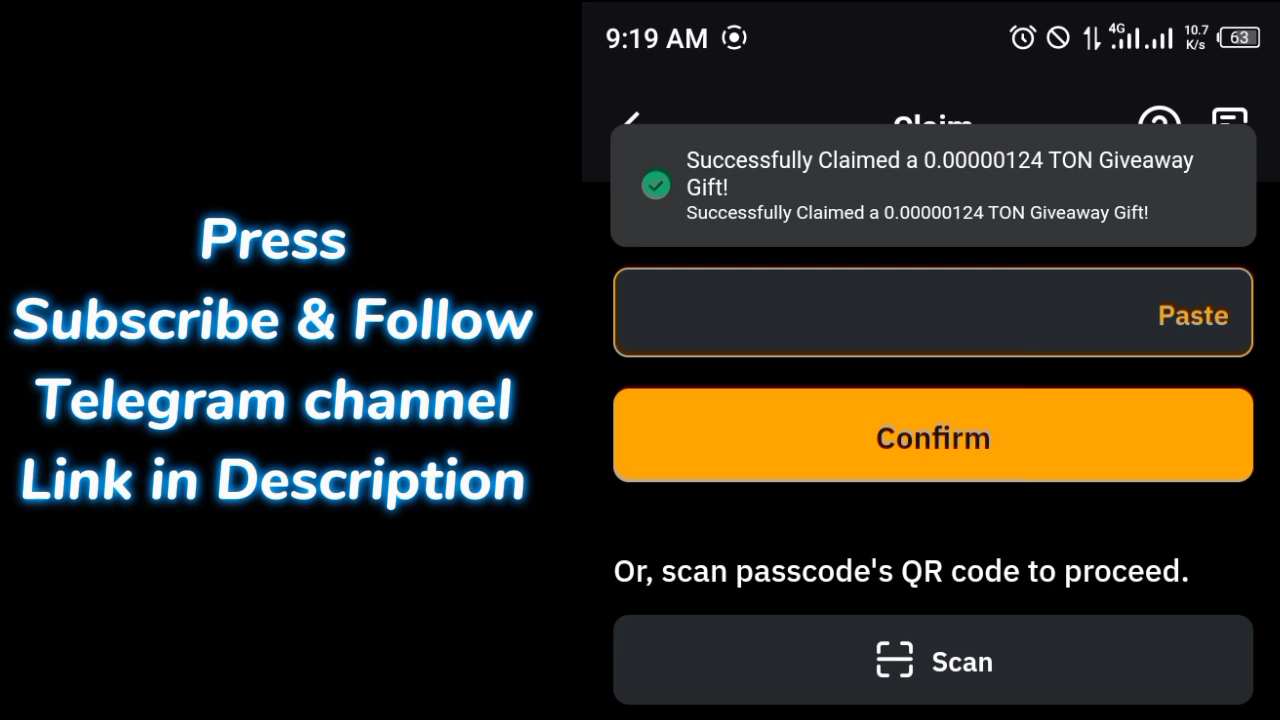 Press
Subscribe & Follow
Telegram channel
Link in Description
9:19 AM
4G
10.7
K/s
63
Claim
Successfully Claimed a 0.00000124 TON Giveaway
Gift!
Successfully Claimed a 0.00000124 TON Giveaway Gift!
Paste
Confirm
Or, scan passcode's QR code to proceed.
Scan